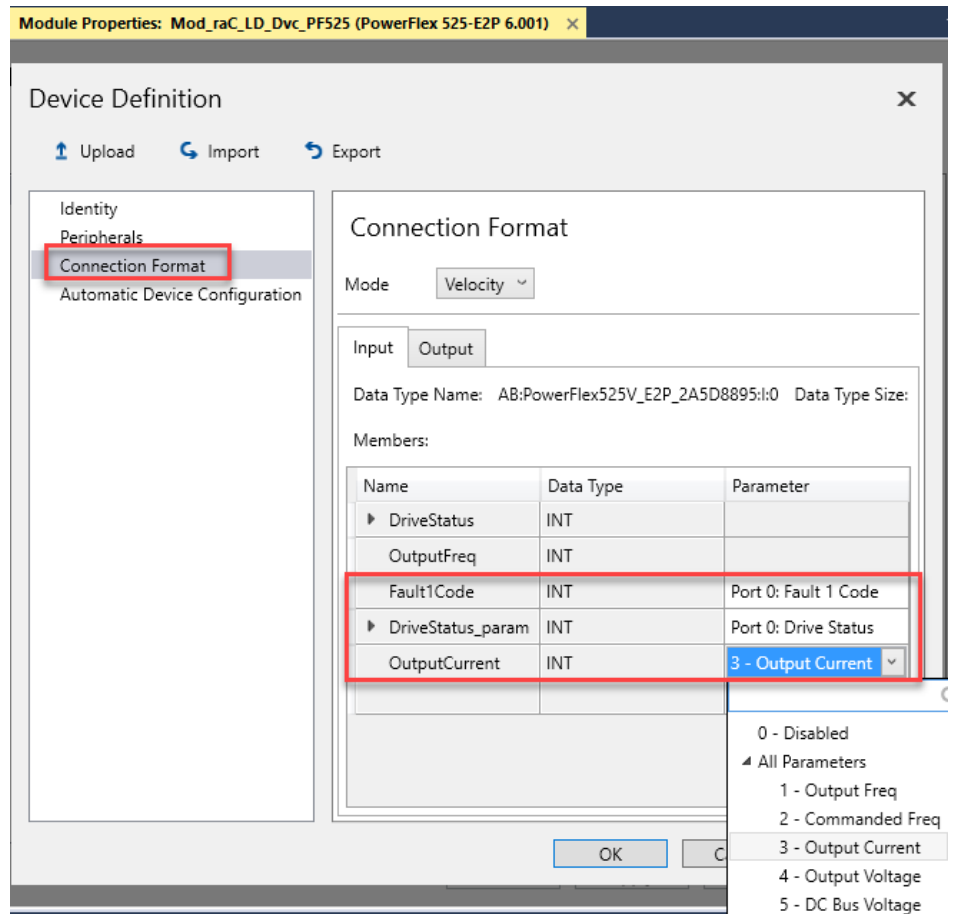 Module Properties: Mod_raC_LD_Dvc_PF525 (PowerFlex 525-E2P 6.001) ×
Device Definition
Upload Import Export
Identity
Peripherals
Connection Format
Automatic Device Configuration
Connection Format
Mode Velocity
Input Output
Data Type Name: AB:PowerFlex525V_E2P_2A5D8895:I:0 Data Type Size:
Members:
Name Data Type Parameter
DriveStatus INT
OutputFreq INT
Fault1Code INT Port 0: Fault 1 Code
DriveStatus_param INT Port 0: Drive Status
OutputCurrent INT 3 - Output Current
0 - Disabled
All Parameters
1 - Output Freq
2 - Commanded Freq
3 - Output Current
4 - Output Voltage
5 - DC Bus Voltage
OK